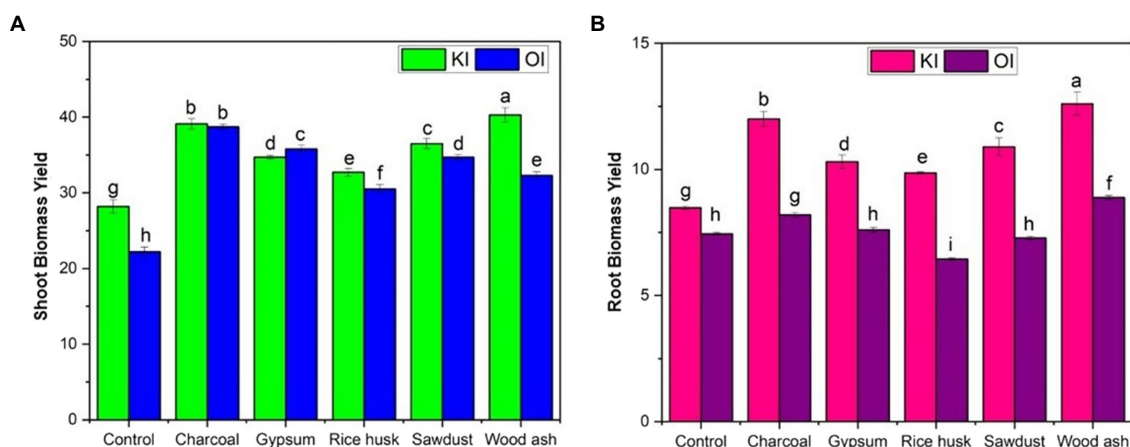 A
50
40
30
20
10
0
Shoot Biomass Yield
KI OI
g h b b d c e f c d a e
Control Charcoal Gypsum Rice husk Sawdust Wood ash
B
15
10
5
0
Root Biomass Yield
KI OI
g h b g d h e i c h a f
Control Charcoal Gypsum Rice husk Sawdust Wood ash